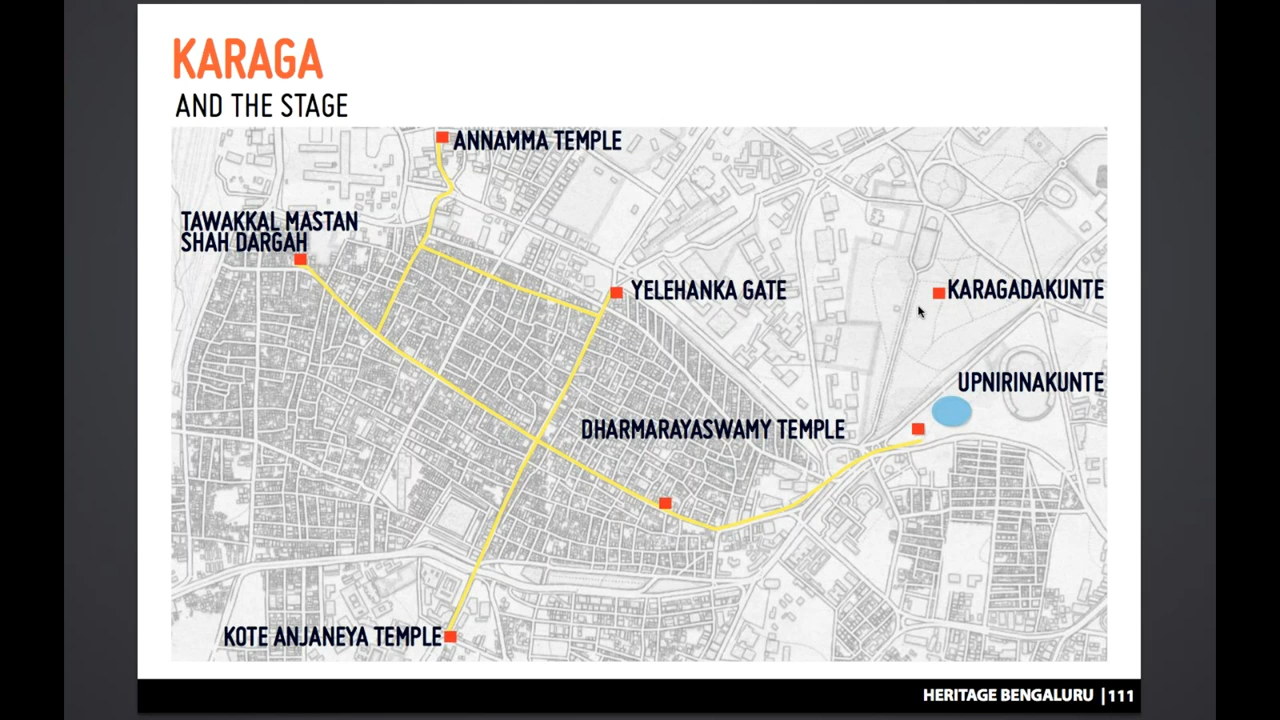 KARAGA
AND THE STAGE
ANNAMMA TEMPLE
TAWAKKAL MASTAN
SHAH DARGAH
YELEHANKA GATE
KARAGADAKUNTE
UPNIRINAKUNTE
DHARMARAYASWAMY TEMPLE
KOTE ANJANEYA TEMPLE
HERITAGE BENGALURU |111